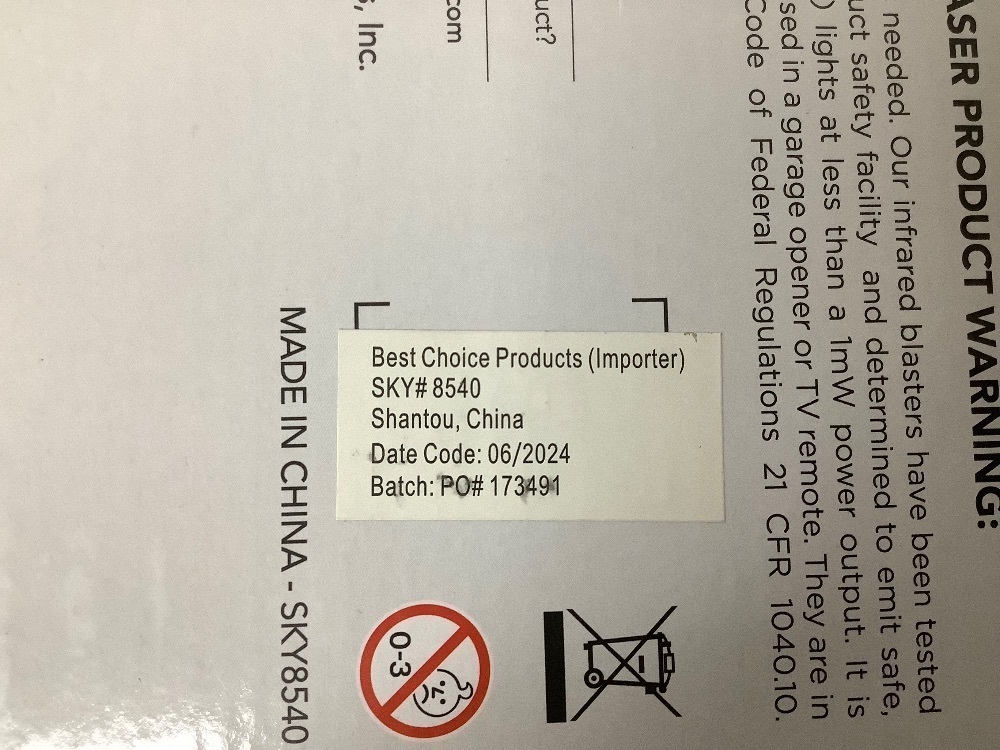 ASER PRODUCT WARNING:
needed. Our infrared blasters have been tested
uct safety facility and determined to emit safe,
) lights at less than a 1mW power output. It is
sed in a garage opener or TV remote. They are in
Code of Federal Regulations 21 CFR 1040.10.
uct?
com
, Inc.
Best Choice Products (Importer)
SKY# 8540
Shantou, China
Date Code: 06/2024
Batch: PO# 173491
0-3
MADE IN CHINA - SKY8540